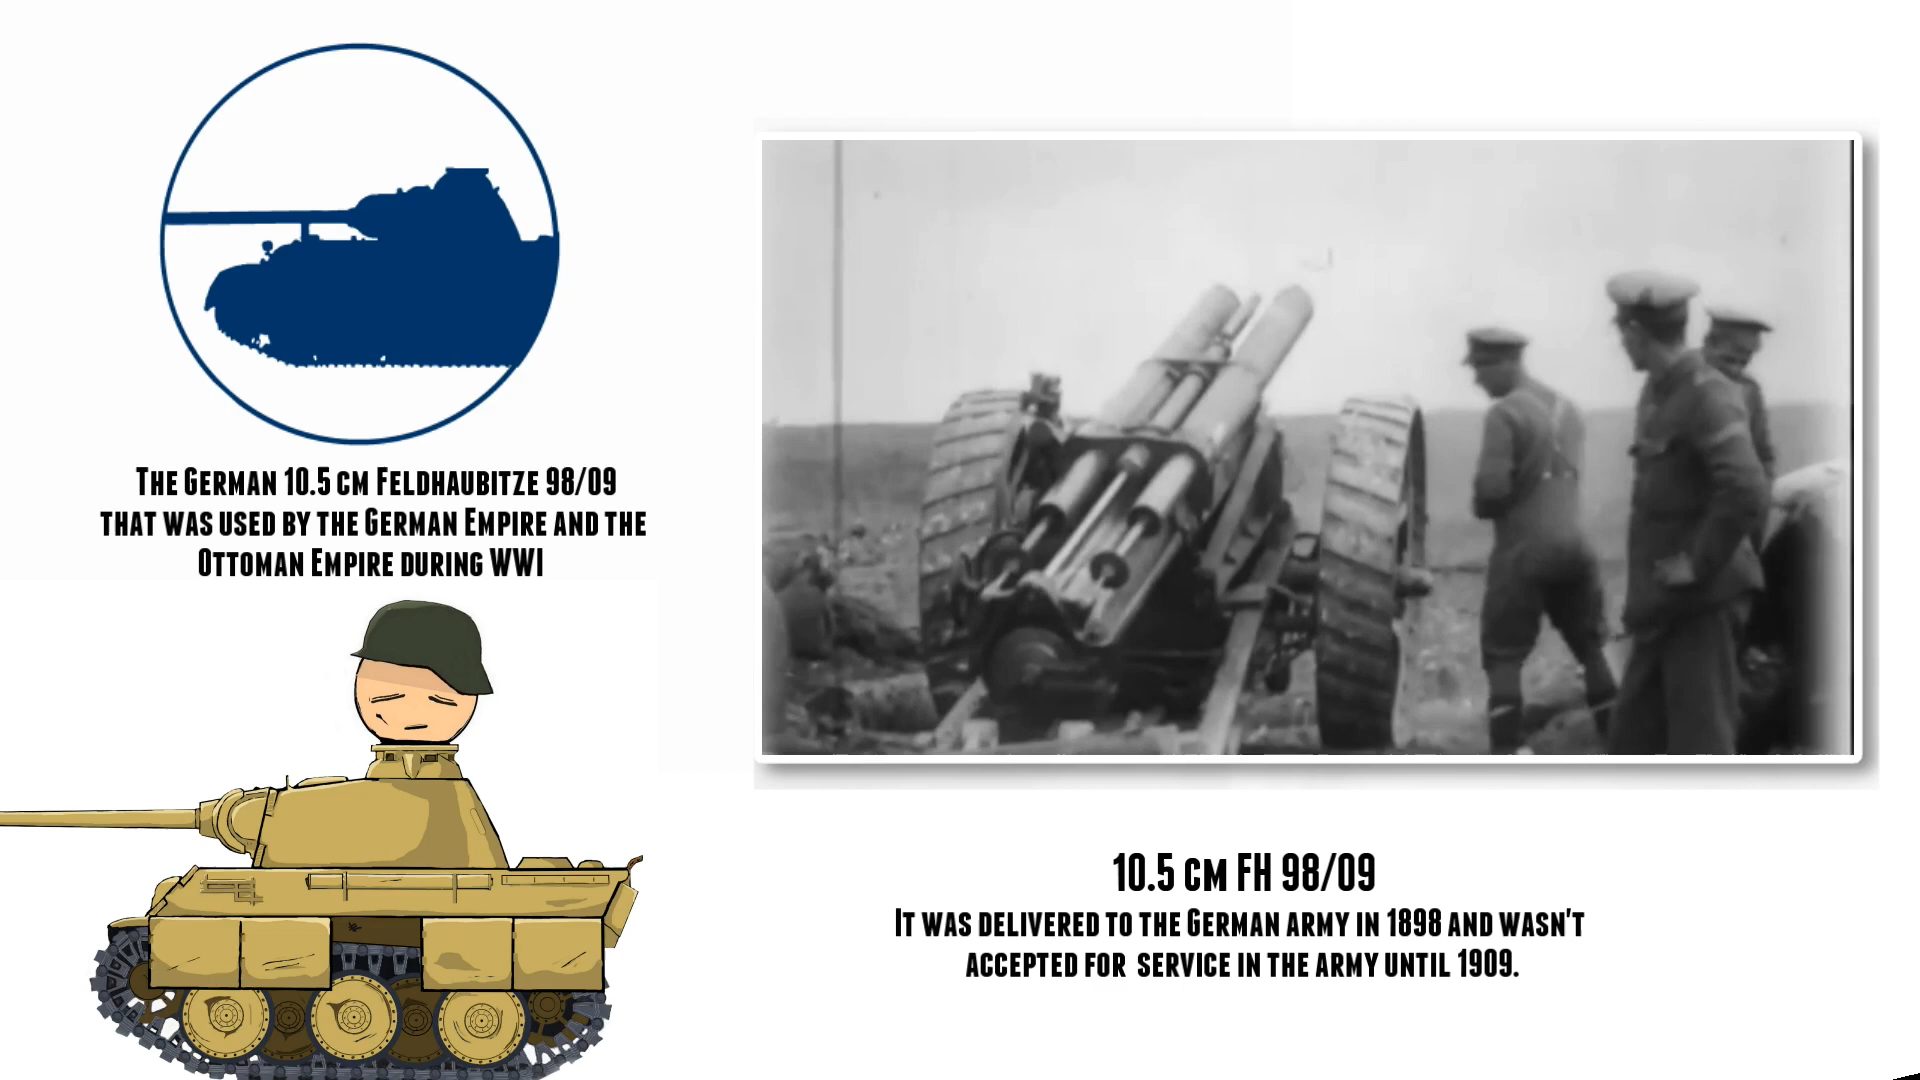 The German 10.5 cm Feldhaubitze 98/09
that was used by the German Empire and the
Ottoman Empire during WWI
10.5 cm FH 98/09
It was delivered to the German army in 1898 and wasn't
accepted for service in the army until 1909.